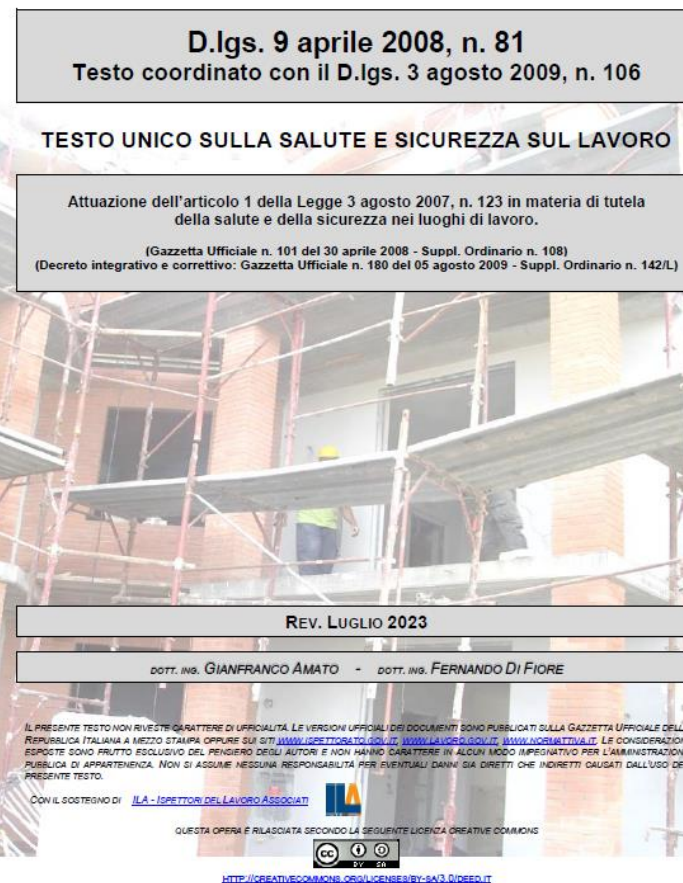 D.lgs. 9 aprile 2008, n. 81
Testo coordinato con il D.lgs. 3 agosto 2009, n. 106
TESTO UNICO SULLA SALUTE E SICUREZZA SUL LAVORO
Attuazione dell'articolo 1 della Legge 3 agosto 2007, n. 123 in materia di tutela
della salute e della sicurezza nei luoghi di lavoro.
(Gazzetta Ufficiale n. 101 del 30 aprile 2008 - Suppl. Ordinario n. 108)
(Decreto integrativo e correttivo: Gazzetta Ufficiale n. 180 del 05 agosto 2009 - Suppl. Ordinario n. 142/L)
REV. LUGLIO 2023
DOTT. ING. GIANFRANCO AMATO - DOTT. ING. FERNANDO DI FIORE
IL PRESENTE TESTO NON RIVESTE CARATTERE DI UFFICIALITÀ. LE VERSIONI UFFICIALI DEI DOCUMENTI SONO PUBBLICATI SULLA GAZZETTA UFFICIALE DELL
REPUBBLICA ITALIANA A MEZZO STAMPA OPPURE SUI SITI WWW.ISPETTORATO.GOV.IT, WWW.LAVORO.GOV.IT, WWW.NORMATTIVA.IT. LE CONSIDERAZION
ESPOSTE SONO FRUTTO ESCLUSIVO DEL PENSIERO DEGLI AUTORI E NON HANNO CARATTERE IN ALCUN MODO IMPEGNATIVO PER L'AMMINISTRAZION
PUBBLICA DI APPARTENENZA. NON SI ASSUME NESSUNA RESPONSABILITÀ PER EVENTUALI DANNI SIA DIRETTI CHE INDIRETTI CAUSATI DALL'USO DE
PRESENTE TESTO.
CON IL SOSTEGNO DI ILA - ISPETTORI DEL LAVORO ASSOCIATI ILA
QUESTA OPERA È RILASCIATA SECONDO LA SEGUENTE LICENZA CREATIVE COMMONS
cc BY SA
HTTP://CREATIVECOMMONS.ORG/LICENSES/BY-SA/3.0/DEED.IT